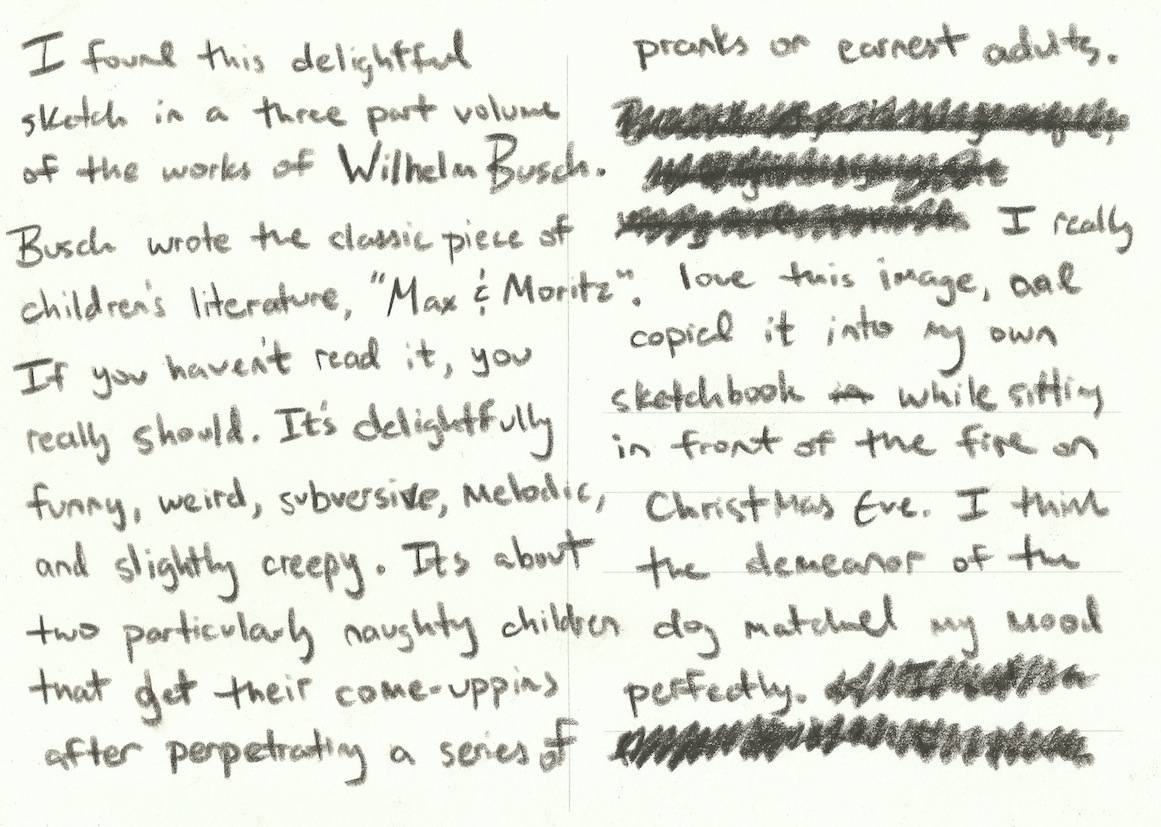 I found this delightful
sketch in a three part volume
of the works of Wilhelm Busch.
Busch wrote the classic piece of
children's literature, "Max & Moritz".
If you haven't read it, you
really should. It's delightfully
funny, weird, subversive, melodic,
and slightly creepy. It's about
two particularly naughty children
that get their come-uppins
after perpetrating a series of
pranks on earnest adults.
I really
love this image, and
copied it into my own
sketchbook while sitting
in front of the fire on
Christmas Eve. I think
the demeanor of the
dog matched my mood
perfectly.